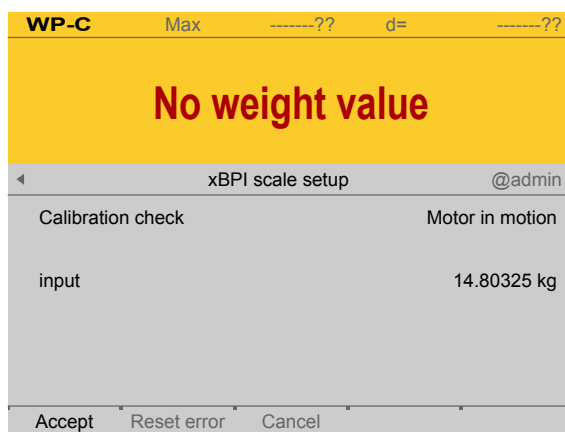 WP-C Max -------?? d= -------??
No weight value
xBPI scale setup @admin
Calibration check Motor in motion
input 14.80325 kg
Accept Reset error Cancel